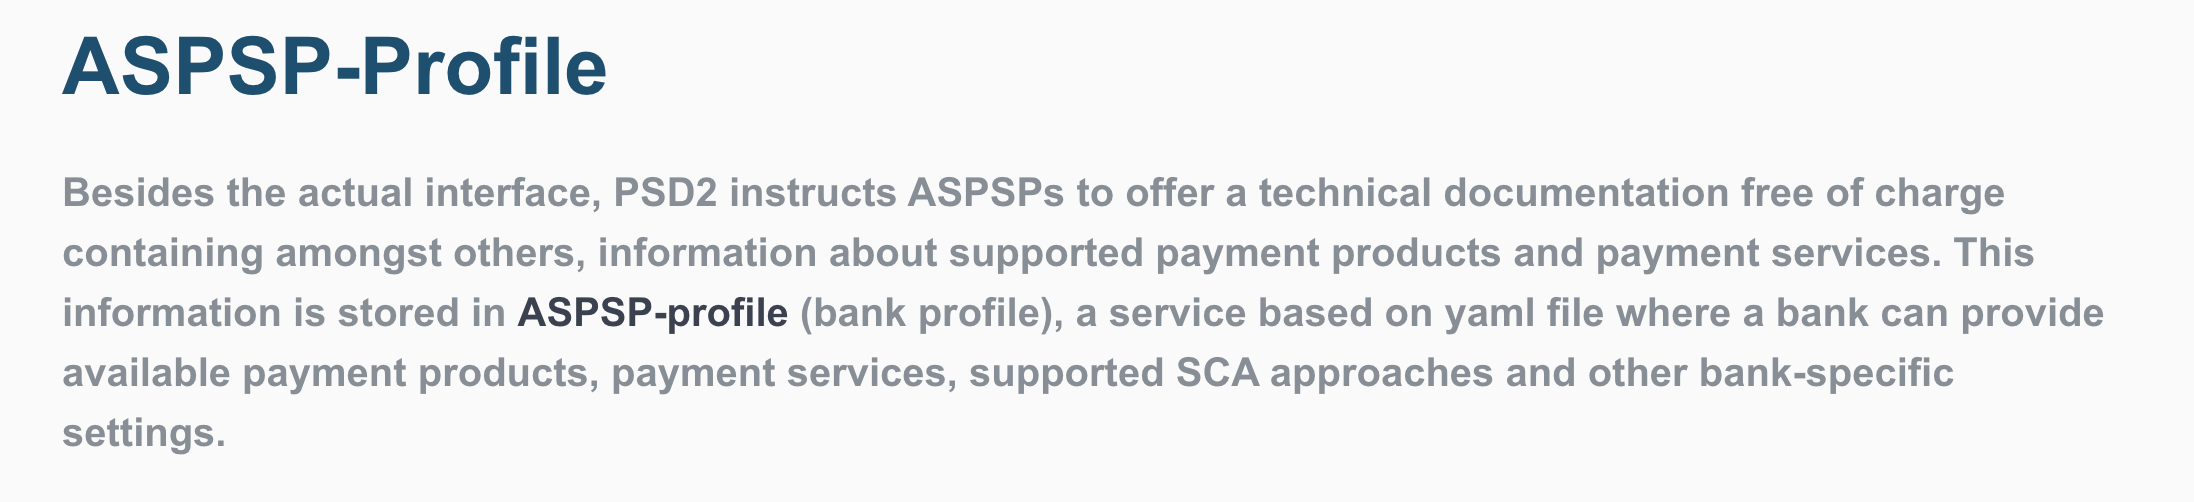 ASPSP-Profile
Besides the actual interface, PSD2 instructs ASPSPs to offer a technical documentation free of charge
containing amongst others, information about supported payment products and payment services. This
information is stored in ASPSP-profile (bank profile), a service based on yaml file where a bank can provide
available payment products, payment services, supported SCA approaches and other bank-specific
settings.